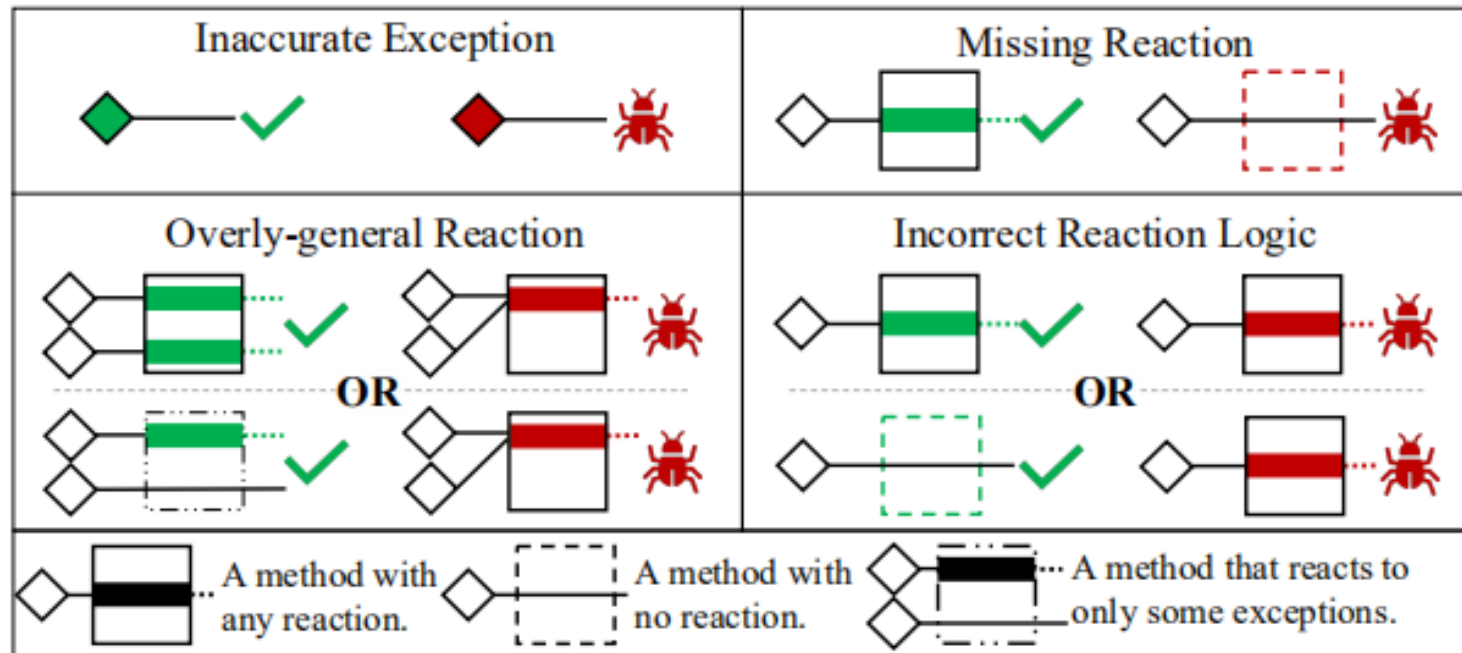 Inaccurate Exception
Missing Reaction
Overly-general Reaction
OR
Incorrect Reaction Logic
OR
A method with
any reaction.
A method with
no reaction.
A method that reacts to
only some exceptions.